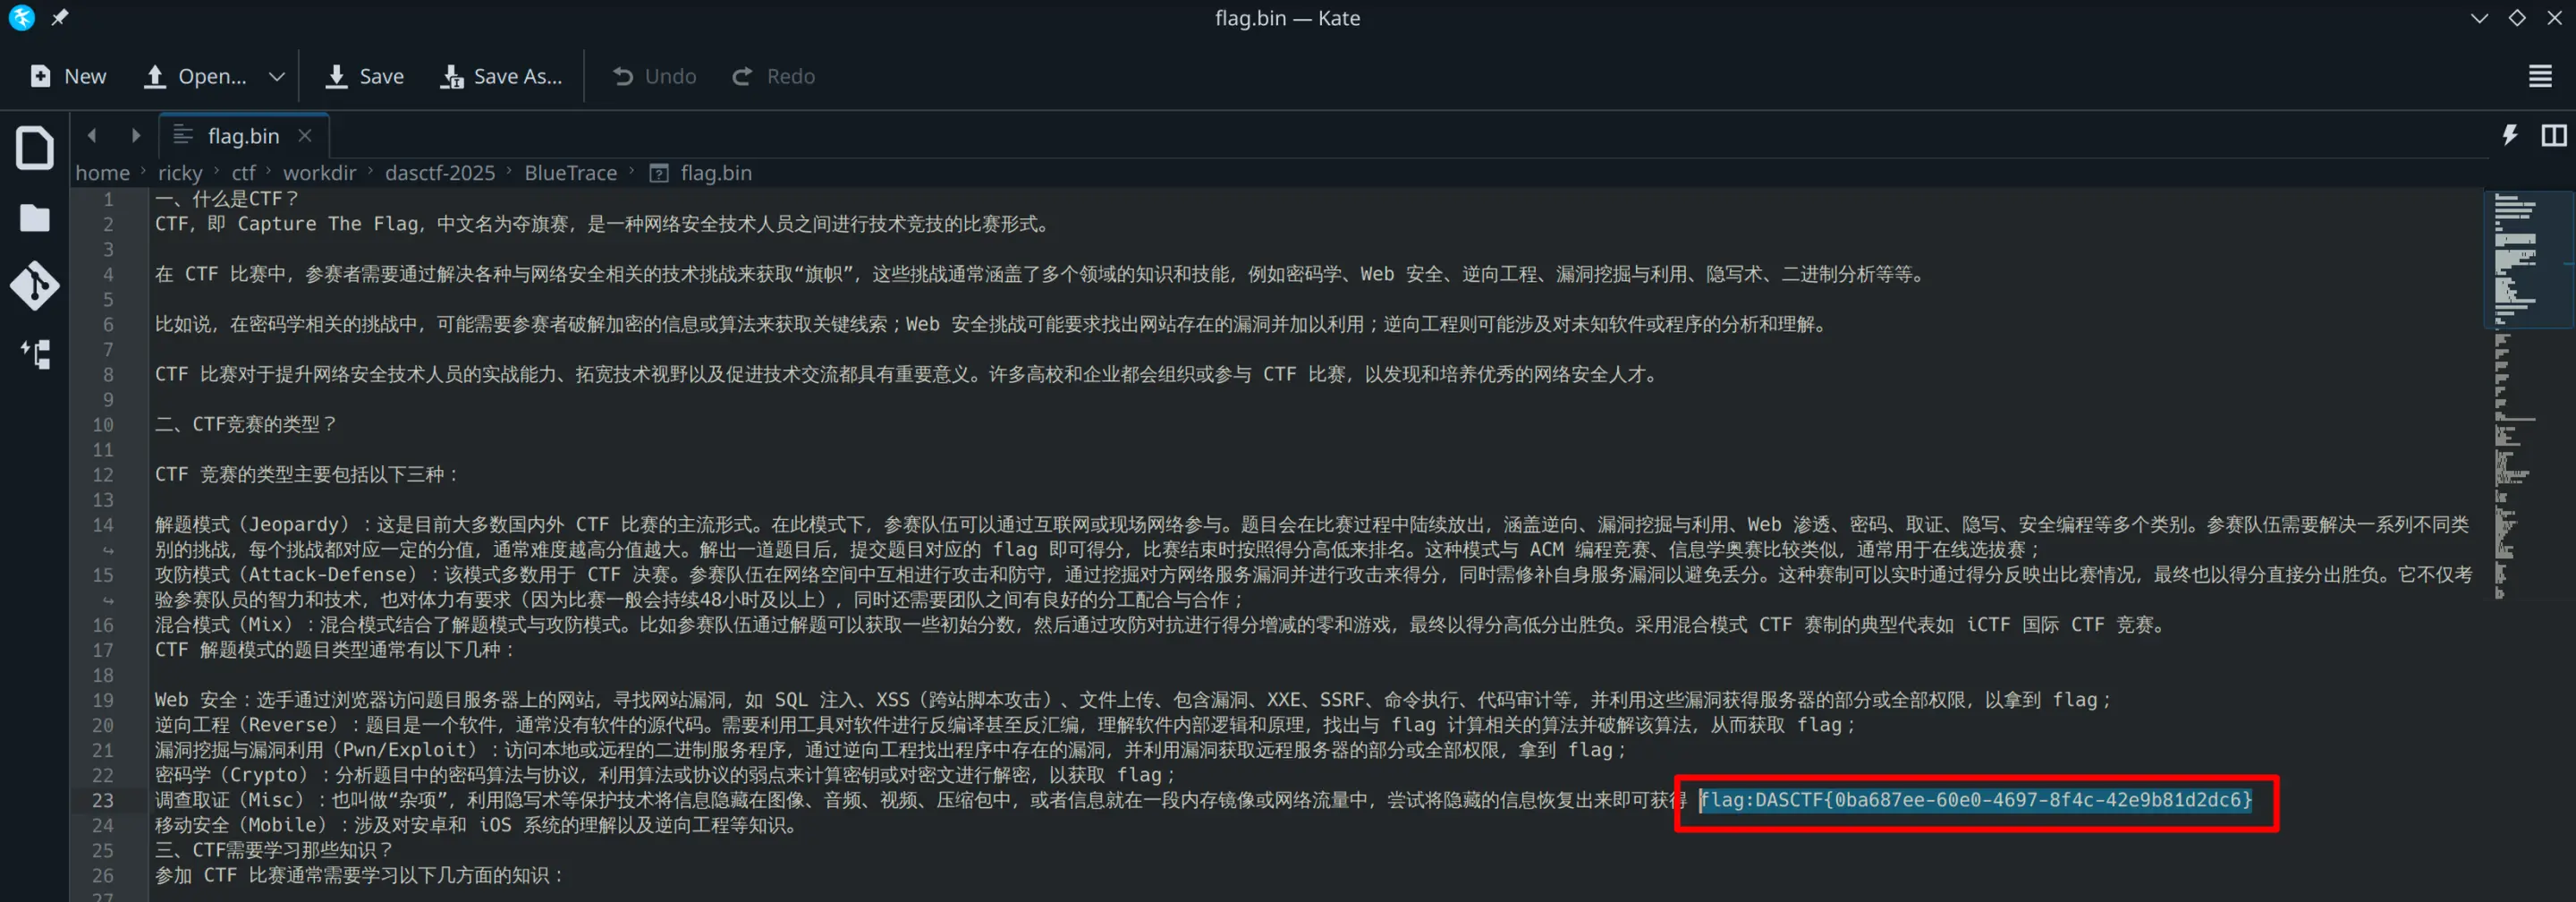 flag.bin — Kate
New Open... Save Save As... Undo Redo
flag.bin
home › ricky › ctf › workdir › dasctf-2025 › BlueTrace › flag.bin
1 一、什么是CTF？
2 CTF，即 Capture The Flag，中文名为夺旗赛，是一种网络安全技术人员之间进行技术竞技的比赛形式。
3
4 在 CTF 比赛中，参赛者需要通过解决各种与网络安全相关的技术挑战来获取“旗帜”，这些挑战通常涵盖了多个领域的知识和技能，例如密码学、Web 安全、逆向工程、漏洞挖掘与利用、隐写术、二进制分析等等。
5
6 比如说，在密码学相关的挑战中，可能需要参赛者破解加密的信息或算法来获取关键线索；Web 安全挑战可能要求找出网站存在的漏洞并加以利用；逆向工程则可能涉及对未知软件或程序的分析和理解。
7
8 CTF 比赛对于提升网络安全技术人员的实战能力、拓宽技术视野以及促进技术交流都具有重要意义。许多高校和企业都会组织或参与 CTF 比赛，以发现和培养优秀的网络安全人才。
9
10 二、CTF竞赛的类型？
11
12 CTF 竞赛的类型主要包括以下三种：
13
14 解题模式（Jeopardy）：这是目前大多数国内外 CTF 比赛的主流形式。在此模式下，参赛队伍可以通过互联网或现场网络参与。题目会在比赛过程中陆续放出，涵盖逆向、漏洞挖掘与利用、Web 渗透、密码、取证、隐写、安全编程等多个类别。参赛队伍需要解决一系列不同类
别的挑战，每个挑战都对应一定的分值，通常难度越高分值越大。解出一道题目后，提交题目对应的 flag 即可得分，比赛结束时按照得分高低来排名。这种模式与 ACM 编程竞赛、信息学奥赛比较类似，通常用于在线选拔赛；
15 攻防模式（Attack-Defense）：该模式多数用于 CTF 决赛。参赛队伍在网络空间中互相进行攻击和防守，通过挖掘对方网络服务漏洞并进行攻击来得分，同时需修补自身服务漏洞以避免丢分。这种赛制可以实时通过得分反映出比赛情况，最终也以得分直接分出胜负。它不仅考
验参赛队员的智力和技术，也对体力有要求（因为比赛一般会持续48小时及以上），同时还需要团队之间有良好的分工配合与合作；
16 混合模式（Mix）：混合模式结合了解题模式与攻防模式。比如参赛队伍通过解题可以获取一些初始分数，然后通过攻防对抗进行得分增减的零和游戏，最终以得分高低分出胜负。采用混合模式 CTF 赛制的典型代表如 iCTF 国际 CTF 竞赛。
17 CTF 解题模式的题目类型通常有以下几种：
18
19 Web 安全：选手通过浏览器访问题目服务器上的网站，寻找网站漏洞，如 SQL 注入、XSS（跨站脚本攻击）、文件上传、包含漏洞、XXE、SSRF、命令执行、代码审计等，并利用这些漏洞获得服务器的部分或全部权限，以拿到 flag；
20 逆向工程（Reverse）：题目是一个软件，通常没有软件的源代码。需要利用工具对软件进行反编译甚至反汇编，理解软件内部逻辑和原理，找出与 flag 计算相关的算法并破解该算法，从而获取 flag；
21 漏洞挖掘与漏洞利用（Pwn/Exploit）：访问本地或远程的二进制服务程序，通过逆向工程找出程序中存在的漏洞，并利用漏洞获取远程服务器的部分或全部权限，拿到 flag；
22 密码学（Crypto）：分析题目中的密码算法与协议，利用算法或协议的弱点来计算密钥或对密文进行解密，以获取 flag；
23 调查取证（Misc）：也叫做“杂项”，利用隐写术等保护技术将信息隐藏在图像、音频、视频、压缩包中，或者信息就在一段内存镜像或网络流量中，尝试将隐藏的信息恢复出来即可获得 flag:DASCTF{0ba687ee-60e0-4697-8f4c-42e9b81d2dc6}
24 移动安全（Mobile）：涉及对安卓和 iOS 系统的理解以及逆向工程等知识。
25 三、CTF需要学习那些知识？
26 参加 CTF 比赛通常需要学习以下几方面的知识：
27